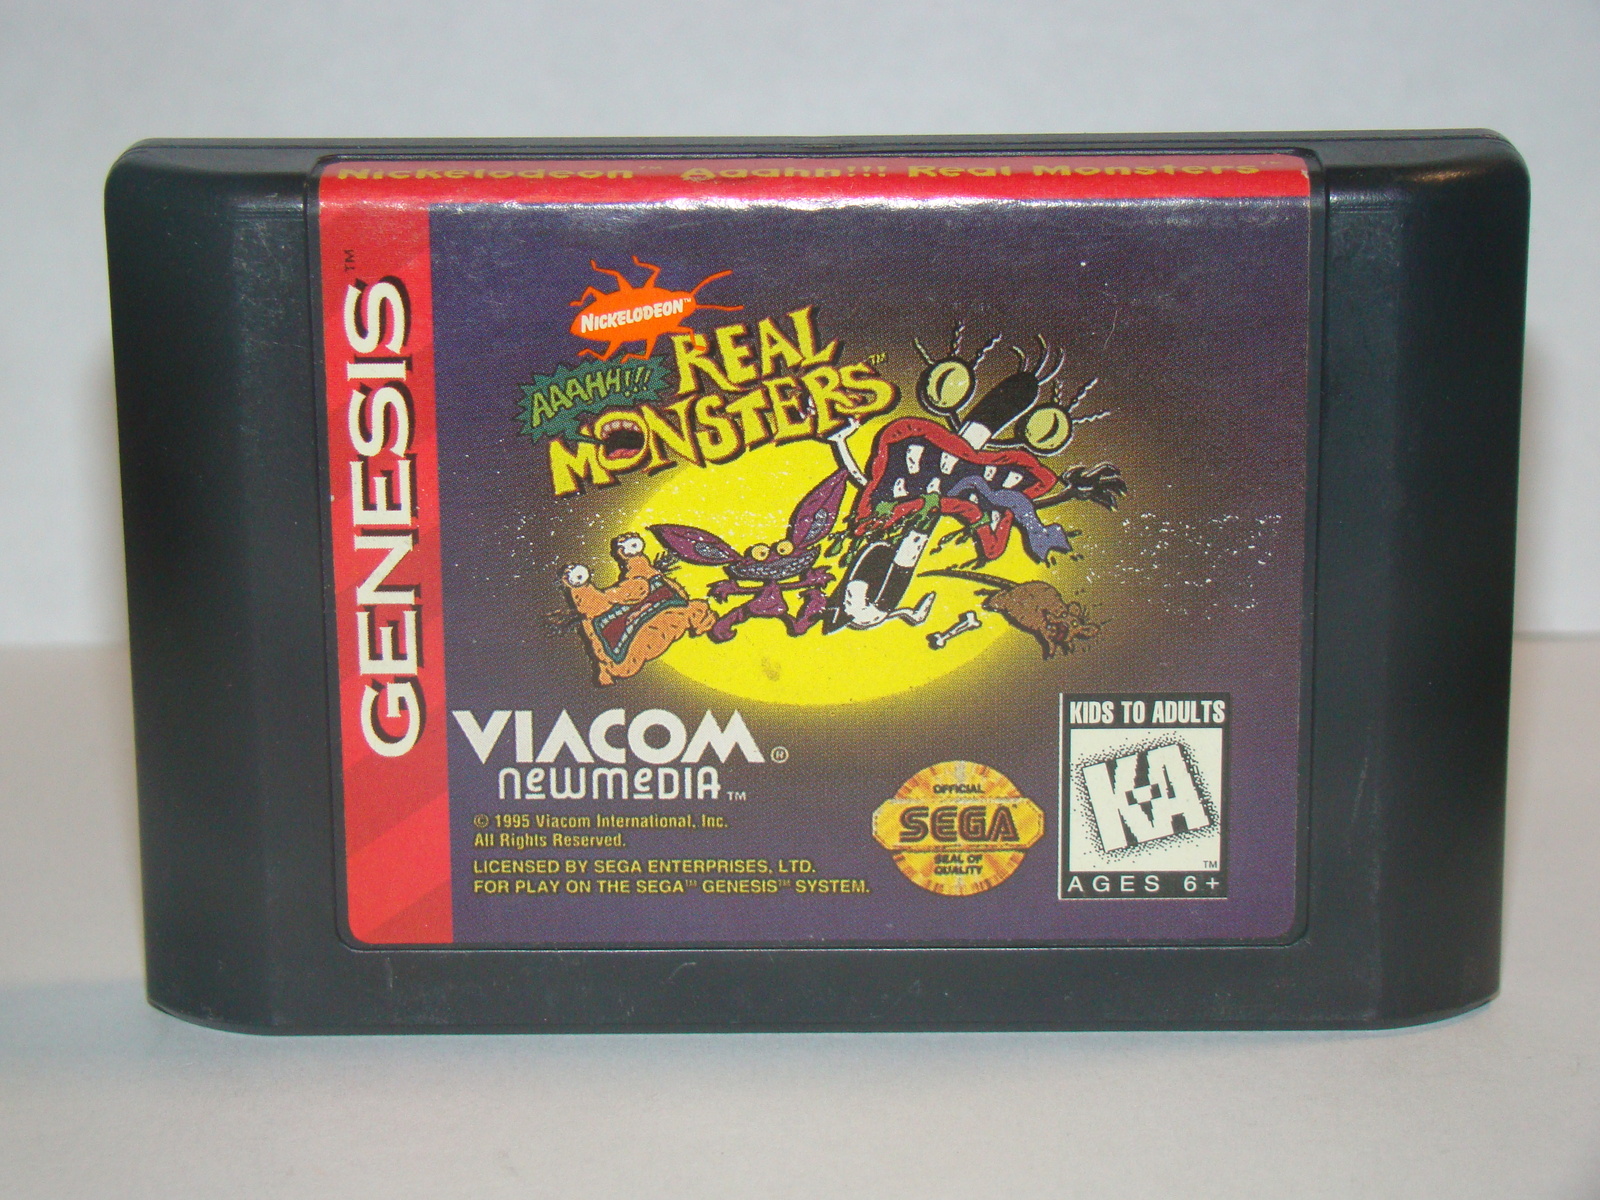 Nickelodeon™ Aaahh!!! Real Monsters™
GENESIS™
NICKELODEON™
AAAHH!!!
REAL
MONSTERS™
VIACOM®
newmedia™
© 1995 Viacom International, Inc.
All Rights Reserved.
LICENSED BY SEGA ENTERPRISES, LTD.
FOR PLAY ON THE SEGA™ GENESIS™ SYSTEM.
OFFICIAL
SEGA
SEAL OF
QUALITY
KIDS TO ADULTS
K-A
™
AGES 6+